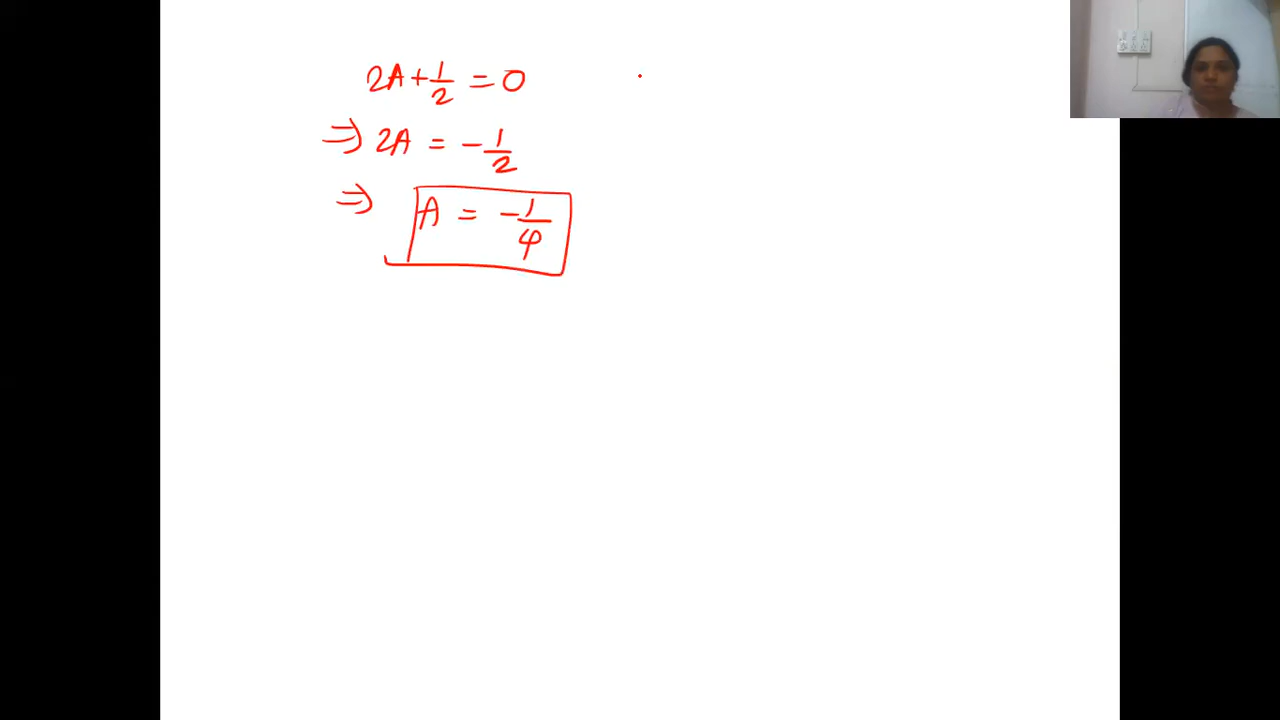 2A + 1/2 = 0
⇒ 2A = - 1/2
⇒ A = - 1/4